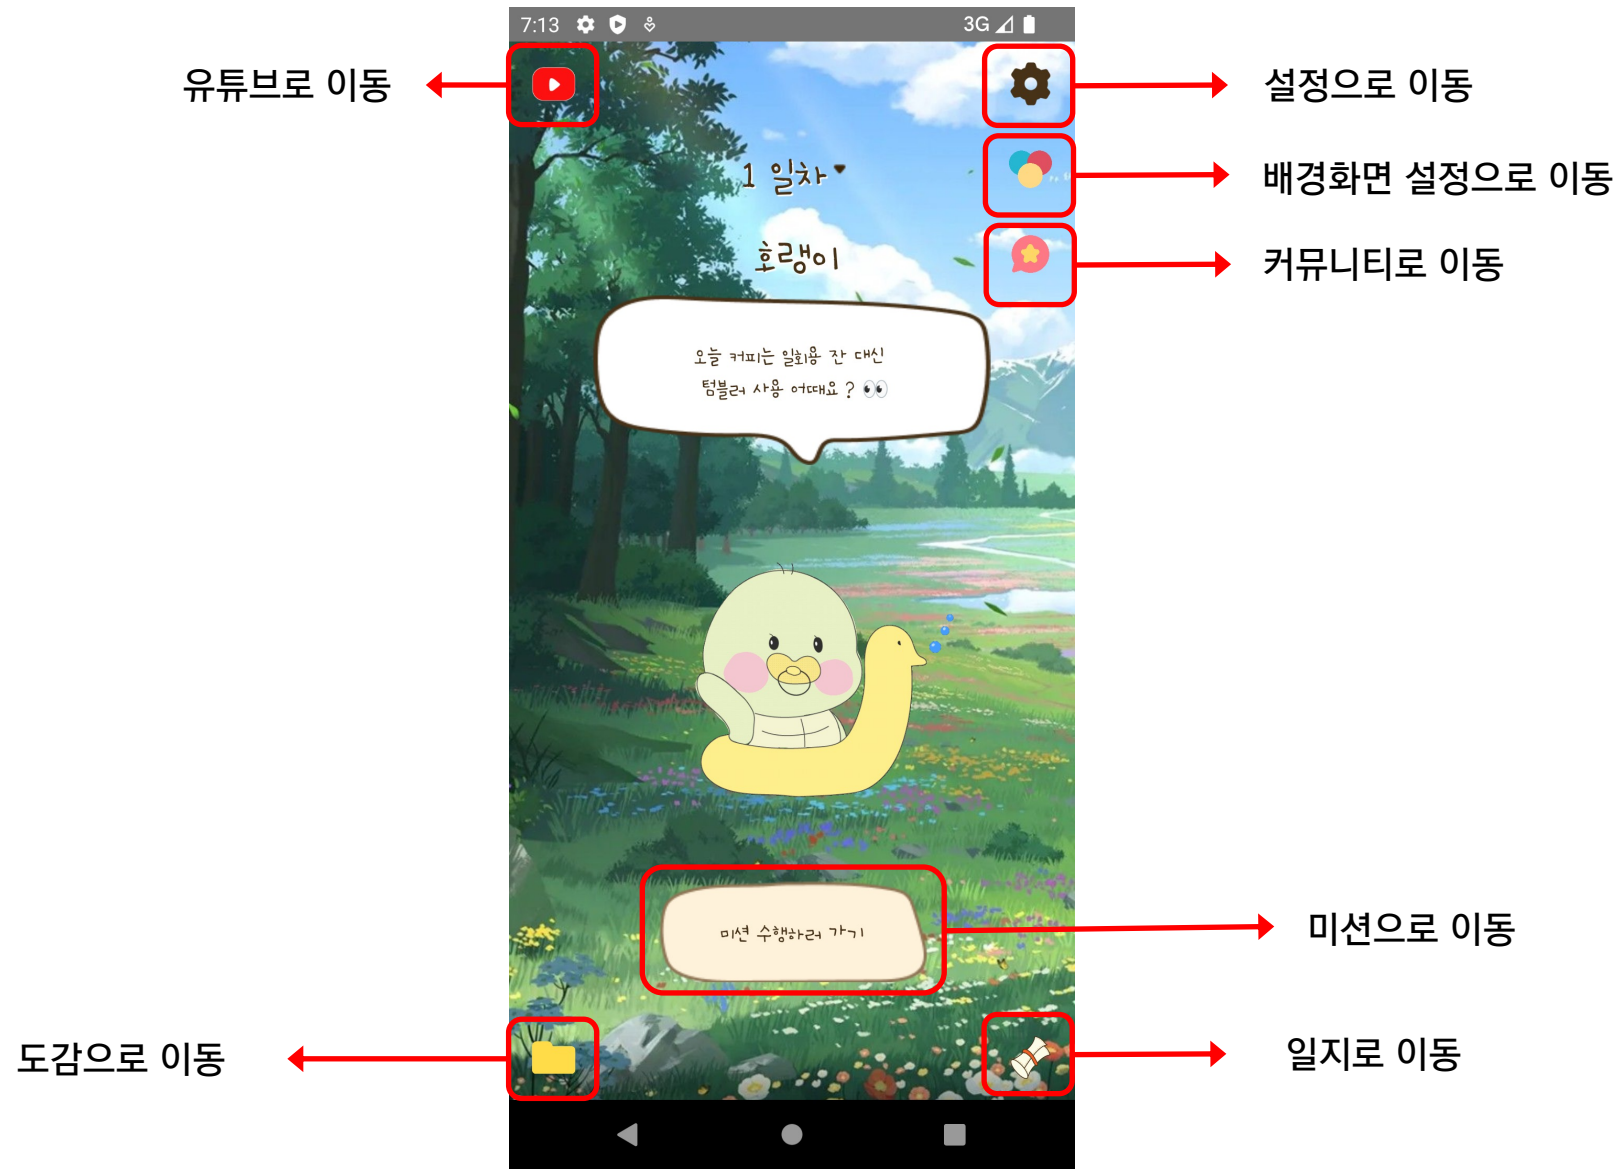 7:13
3G
유튜브로 이동
설정으로 이동
1 일차
배경화면 설정으로 이동
호랭이
커뮤니티로 이동
오늘 커피는 일회용 잔 대신
텀블러 사용 어때요 ? 👀
미션 수행하러 가기
미션으로 이동
도감으로 이동
일지로 이동